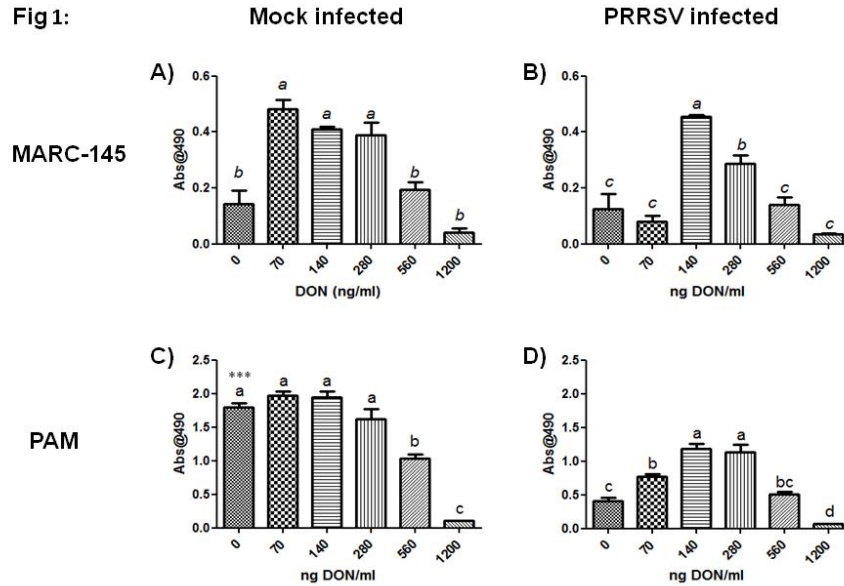 Fig1:
Mock infected
PRRSV infected
MARC-145
A)
Abs@490
0.6
0.4
0.2
0.0
b
a
a
a
b
b
0
70
140
280
560
1200
DON (ng/ml)
B)
Abs@490
0.6
0.4
0.2
0.0
c
c
a
b
c
c
0
70
140
280
560
1200
ng DON/ml
PAM
C)
Abs@490
2.5
2.0
1.5
1.0
0.5
0.0
***
a
a
a
a
b
c
0
70
140
280
560
1200
ng DON/ml
D)
Abs@490
2.5
2.0
1.5
1.0
0.5
0.0
c
b
a
a
bc
d
0
70
140
280
560
1200
ng DON/ml